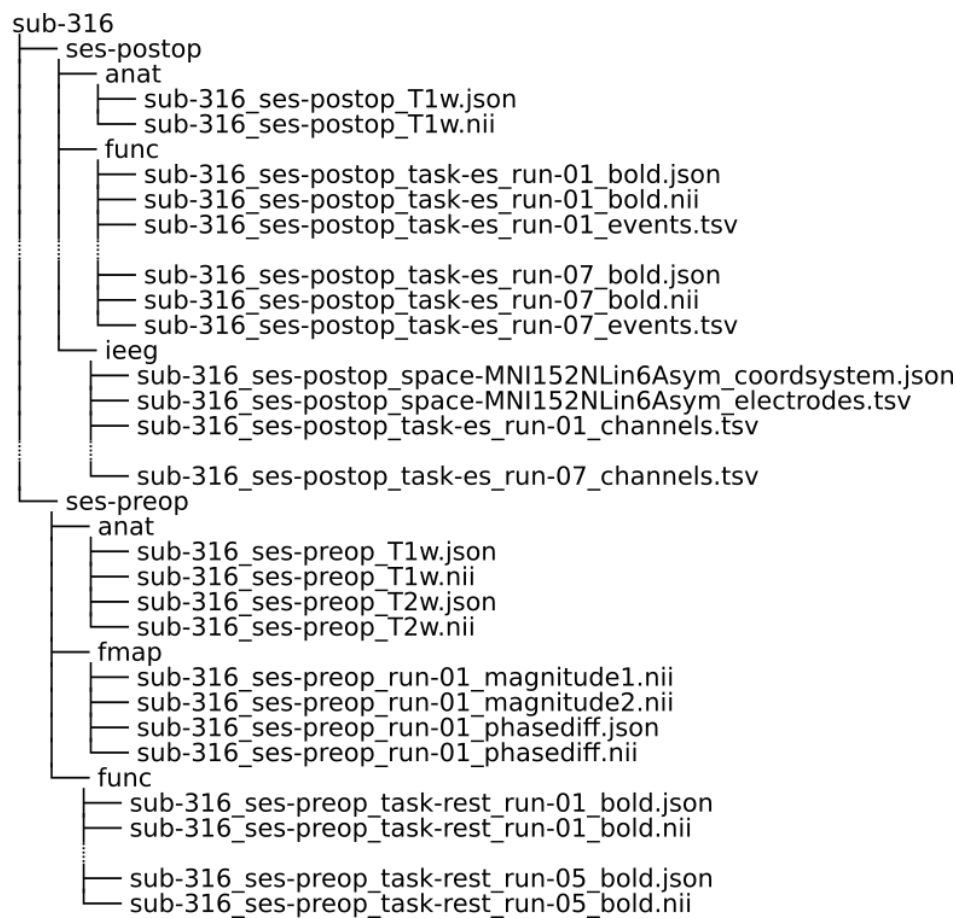 sub-316
ses-postop
anat
sub-316_ses-postop_T1w.json
sub-316_ses-postop_T1w.nii
func
sub-316_ses-postop_task-es_run-01_bold.json
sub-316_ses-postop_task-es_run-01_bold.nii
sub-316_ses-postop_task-es_run-01_events.tsv
sub-316_ses-postop_task-es_run-07_bold.json
sub-316_ses-postop_task-es_run-07_bold.nii
sub-316_ses-postop_task-es_run-07_events.tsv
ieeg
sub-316_ses-postop_space-MNI152NLin6Asym_coordsystem.json
sub-316_ses-postop_space-MNI152NLin6Asym_electrodes.tsv
sub-316_ses-postop_task-es_run-01_channels.tsv
sub-316_ses-postop_task-es_run-07_channels.tsv
ses-preop
anat
sub-316_ses-preop_T1w.json
sub-316_ses-preop_T1w.nii
sub-316_ses-preop_T2w.json
sub-316_ses-preop_T2w.nii
fmap
sub-316_ses-preop_run-01_magnitude1.nii
sub-316_ses-preop_run-01_magnitude2.nii
sub-316_ses-preop_run-01_phasediff.json
sub-316_ses-preop_run-01_phasediff.nii
func
sub-316_ses-preop_task-rest_run-01_bold.json
sub-316_ses-preop_task-rest_run-01_bold.nii
sub-316_ses-preop_task-rest_run-05_bold.json
sub-316_ses-preop_task-rest_run-05_bold.nii